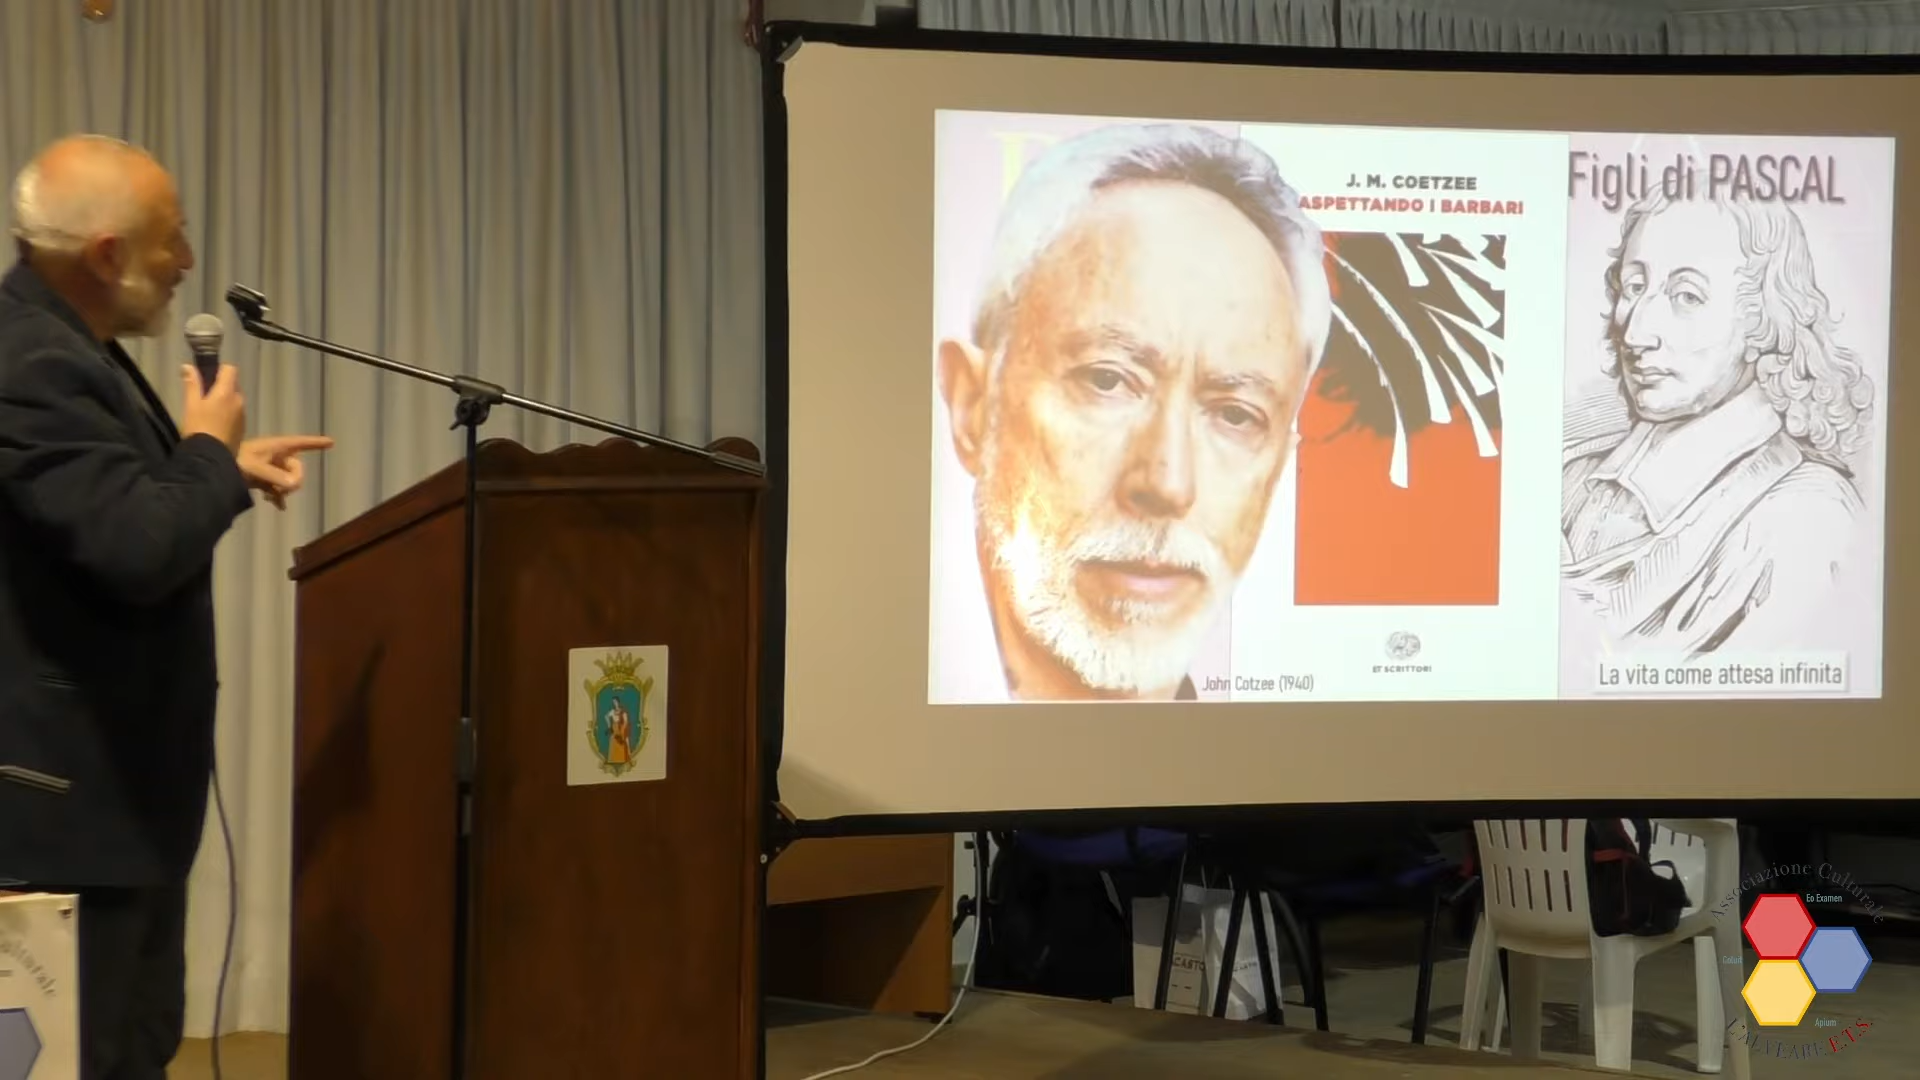 J. M. COETZEE
ASPETTANDO I BARBARI
ET SCRITTORI
John Cotzee (1940)
Figli di PASCAL
La vita come attesa infinita
Associazione Culturale
Eo Examen
Apium
L'ALVEARE E.T.S.